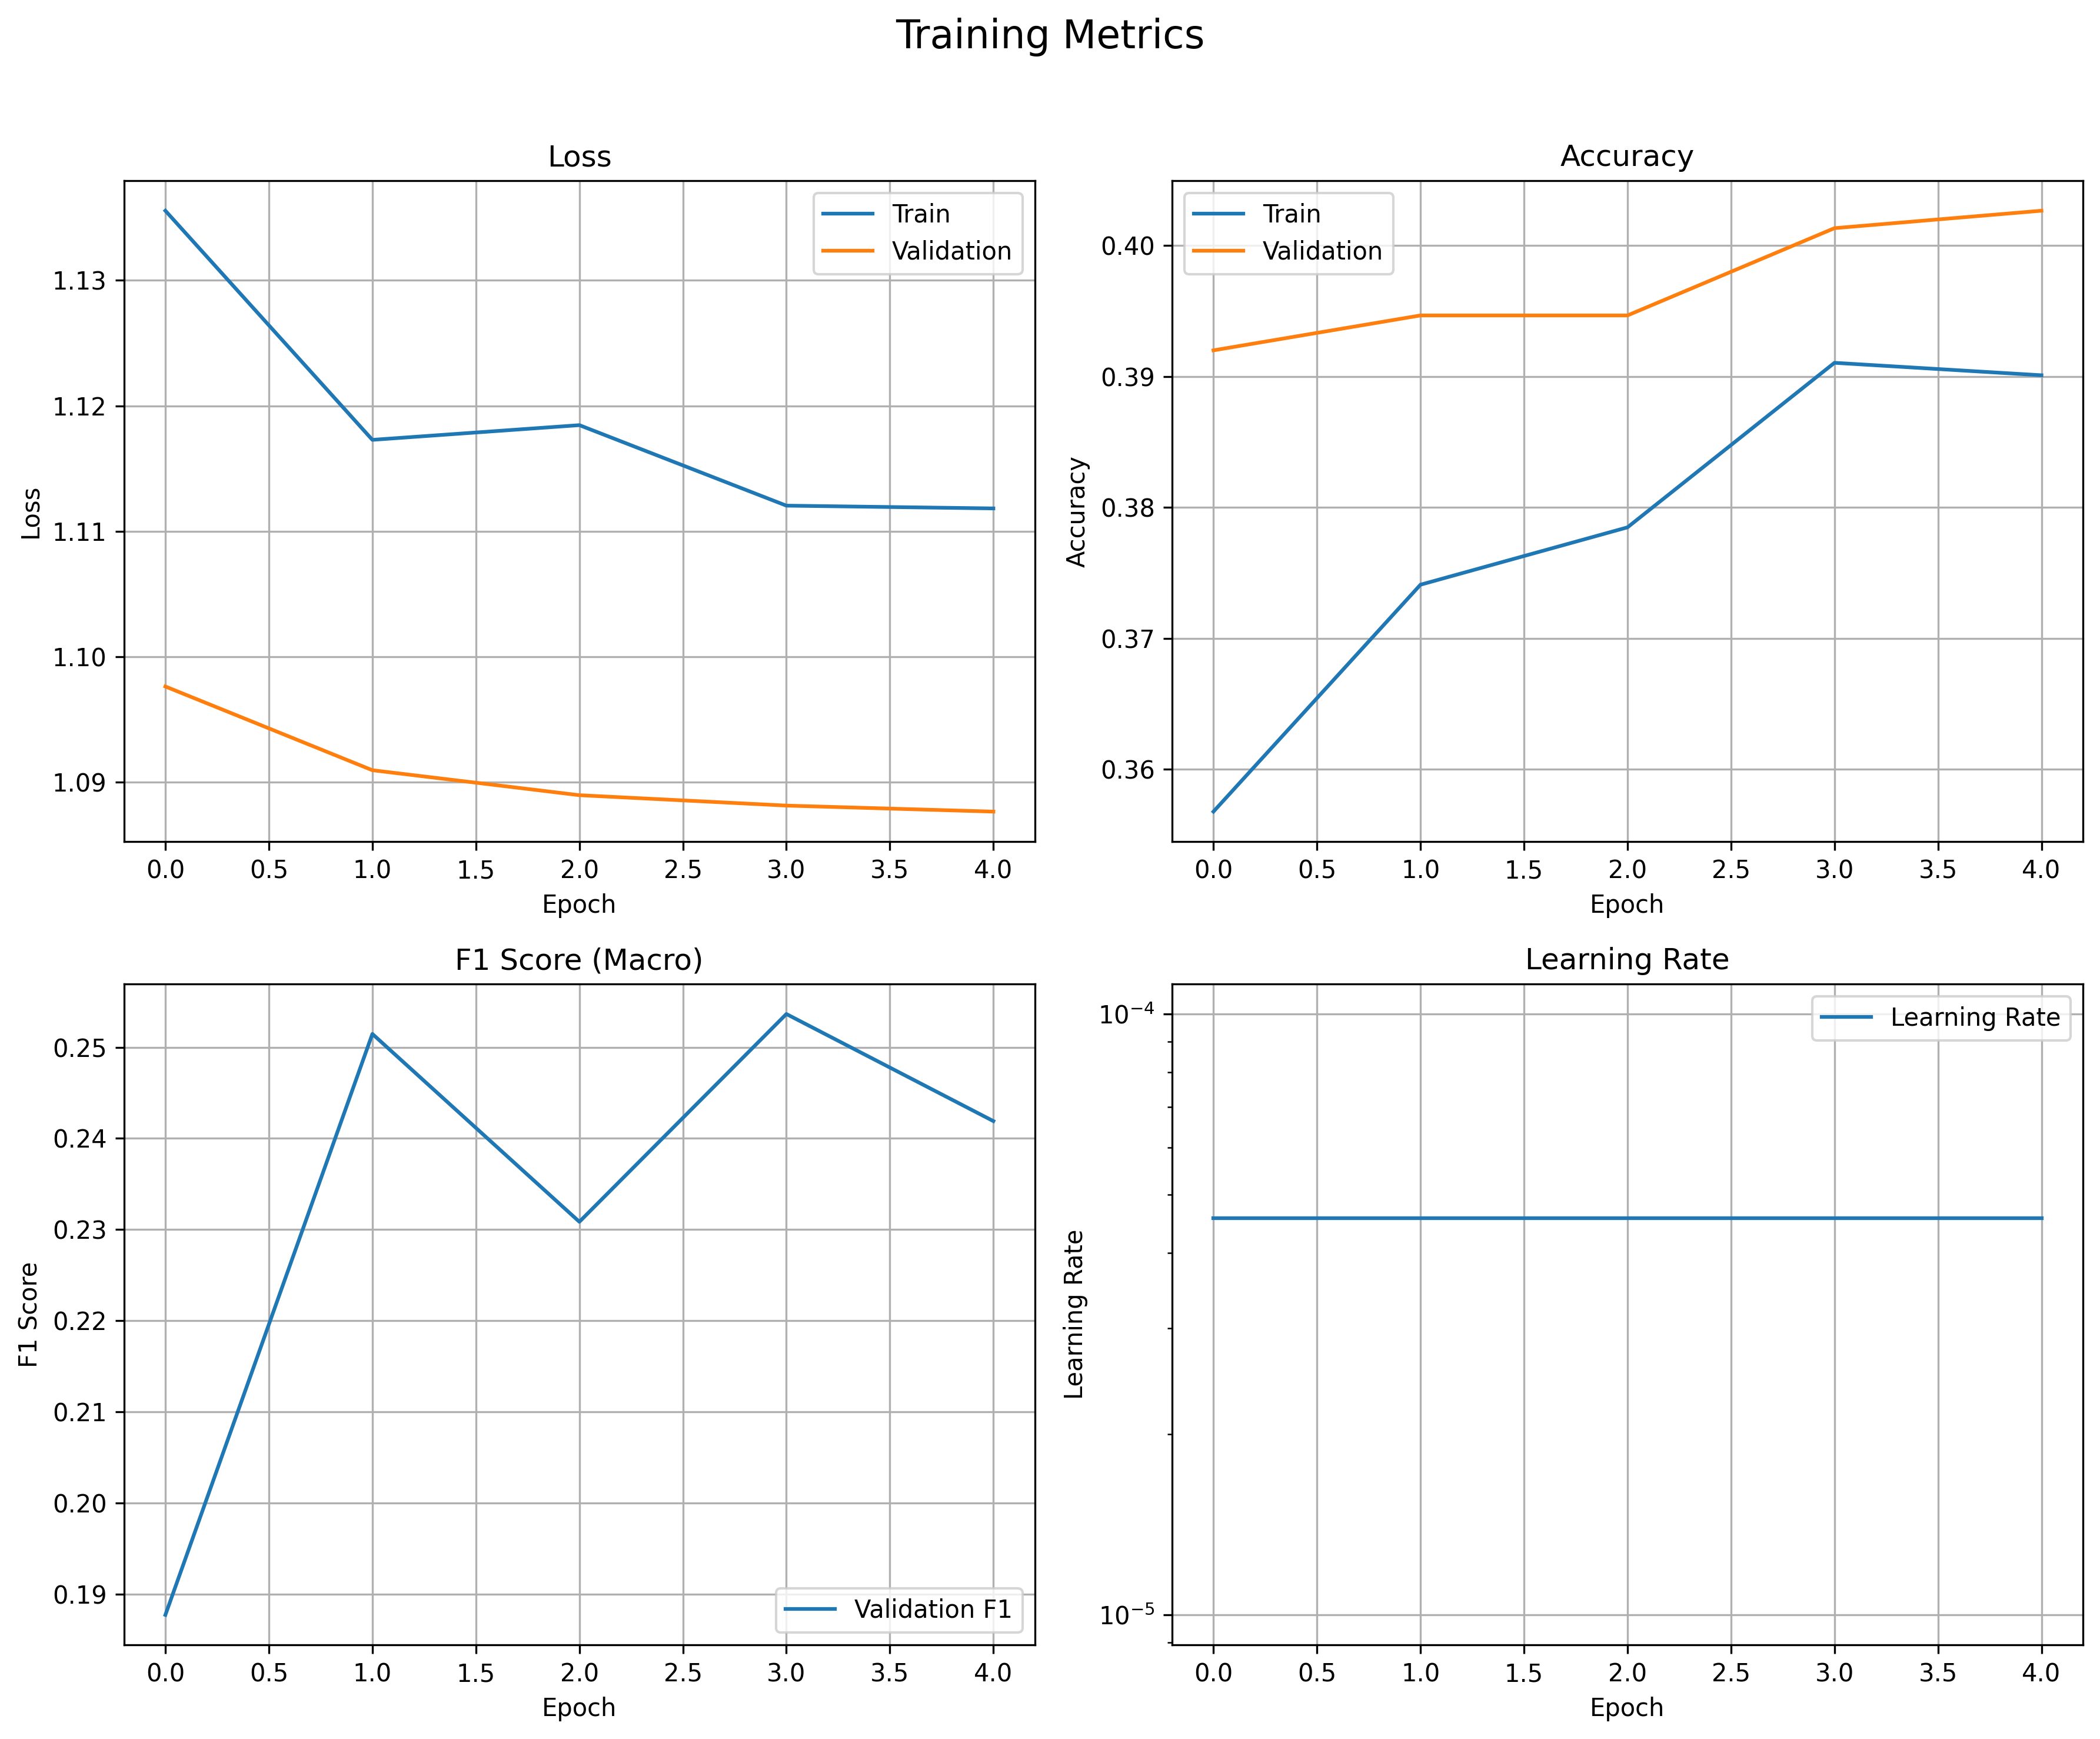 Training Metrics
Loss
Train
Validation
1.13
1.12
1.11
1.10
1.09
Loss
0.0 0.5 1.0 1.5 2.0 2.5 3.0 3.5 4.0
Epoch
Accuracy
Train
Validation
0.40
0.39
0.38
0.37
0.36
Accuracy
0.0 0.5 1.0 1.5 2.0 2.5 3.0 3.5 4.0
Epoch
F1 Score (Macro)
0.25
0.24
0.23
0.22
0.21
0.20
0.19
F1 Score
Validation F1
0.0 0.5 1.0 1.5 2.0 2.5 3.0 3.5 4.0
Epoch
Learning Rate
Learning Rate
10⁻⁴
10⁻⁵
Learning Rate
0.0 0.5 1.0 1.5 2.0 2.5 3.0 3.5 4.0
Epoch